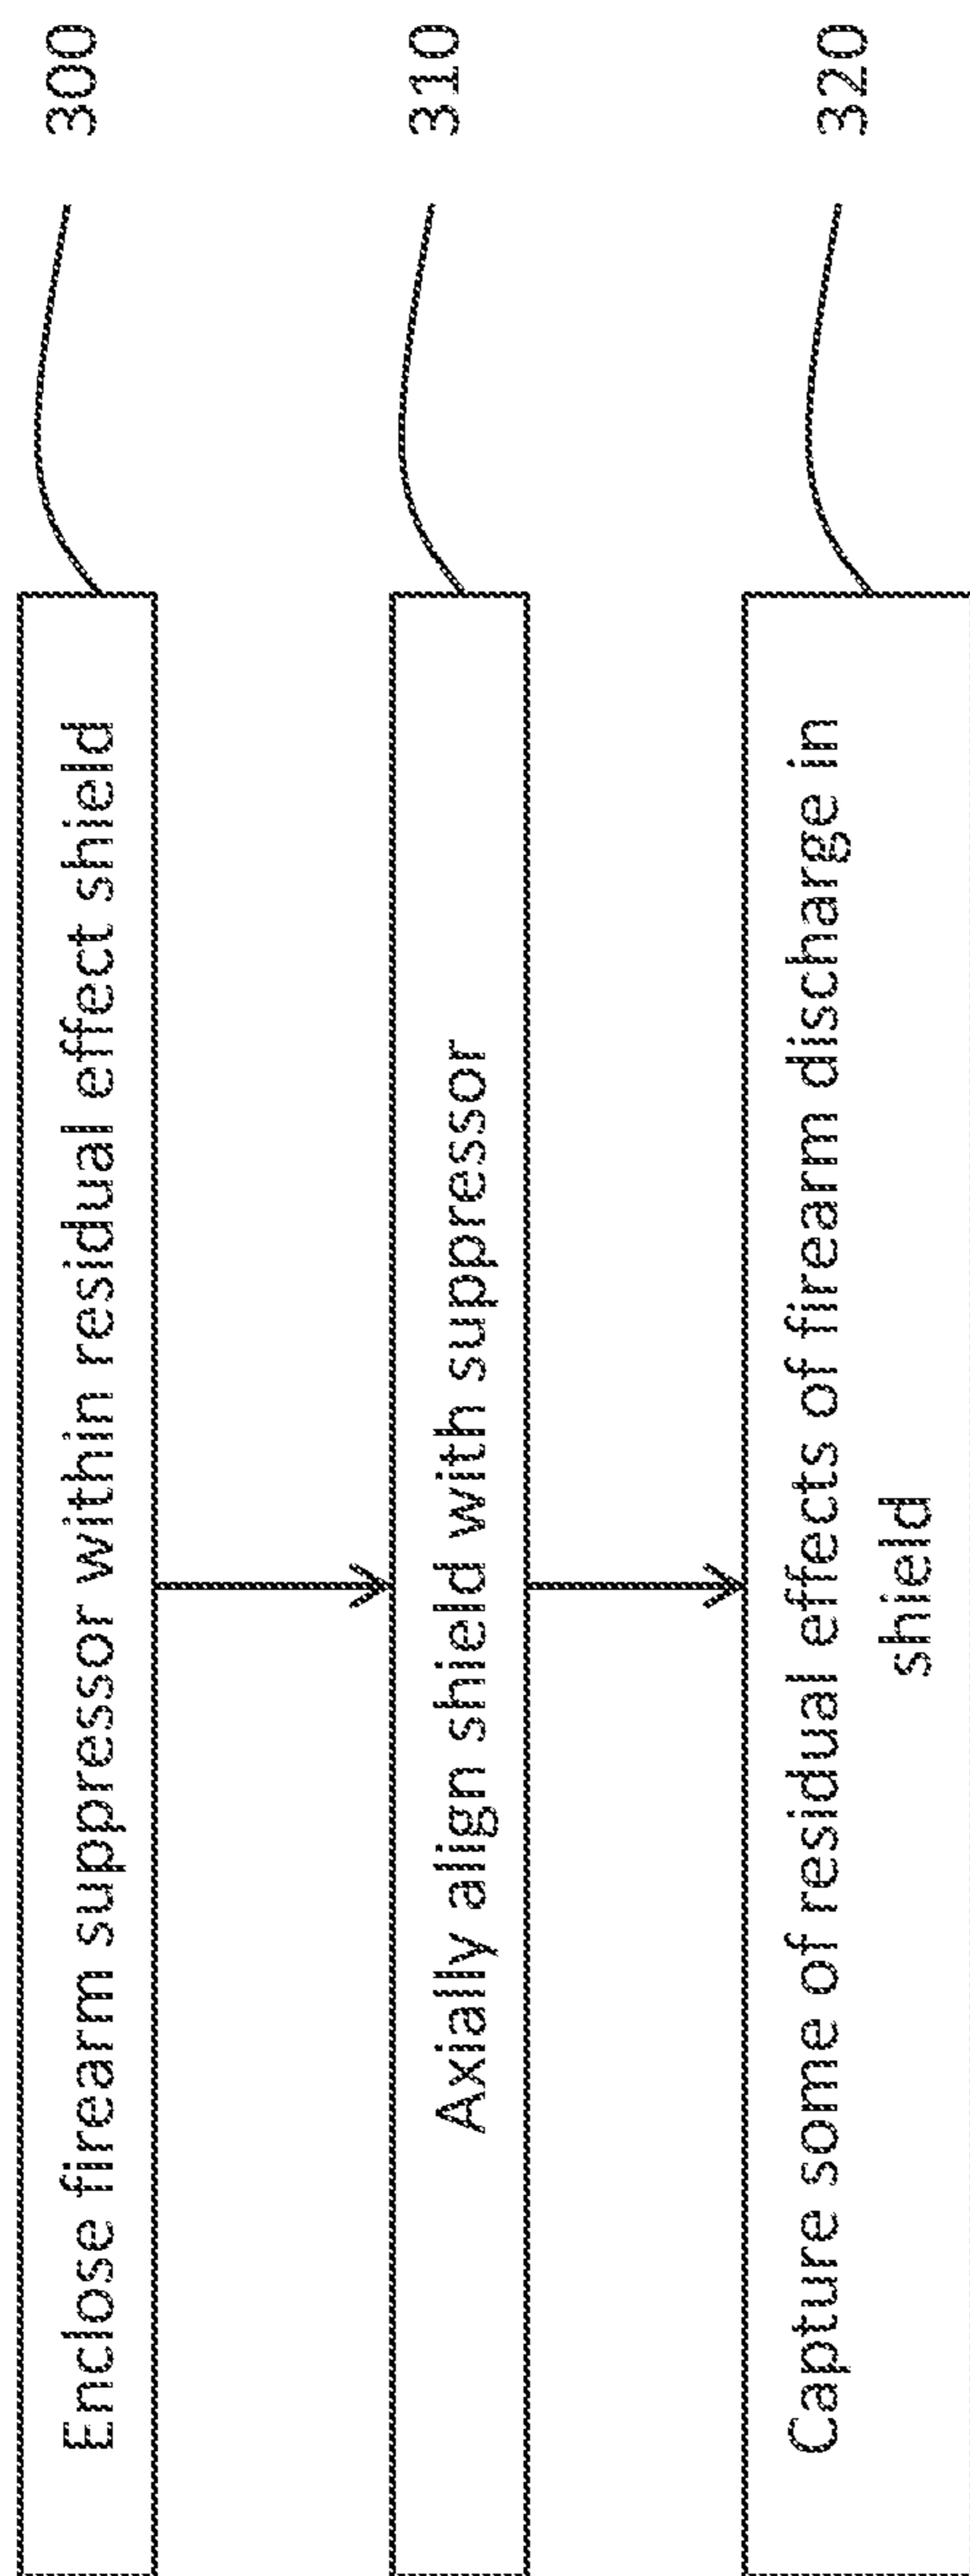 Enclose firearm suppressor within residual effect shield
300
Axially align shield with suppressor
310
Capture some of residual effects of firearm discharge in
shield
320